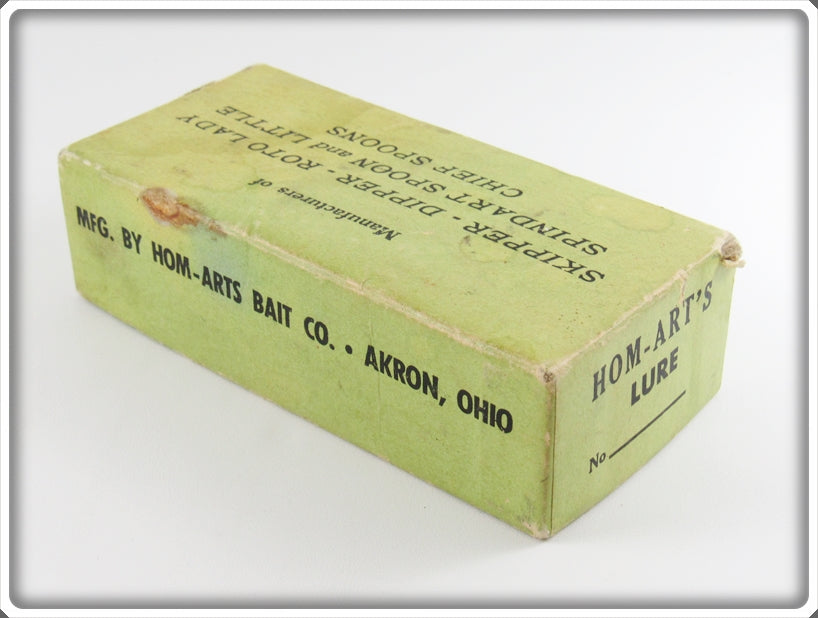 Manufacturers of
SKIPPER - DIPPER - ROTO LADY
SPINDART SPOON and LITTLE
CHIEF SPOONS
MFG. BY HOM-ARTS BAIT CO. • AKRON, OHIO
HOM-ART'S
LURE
No